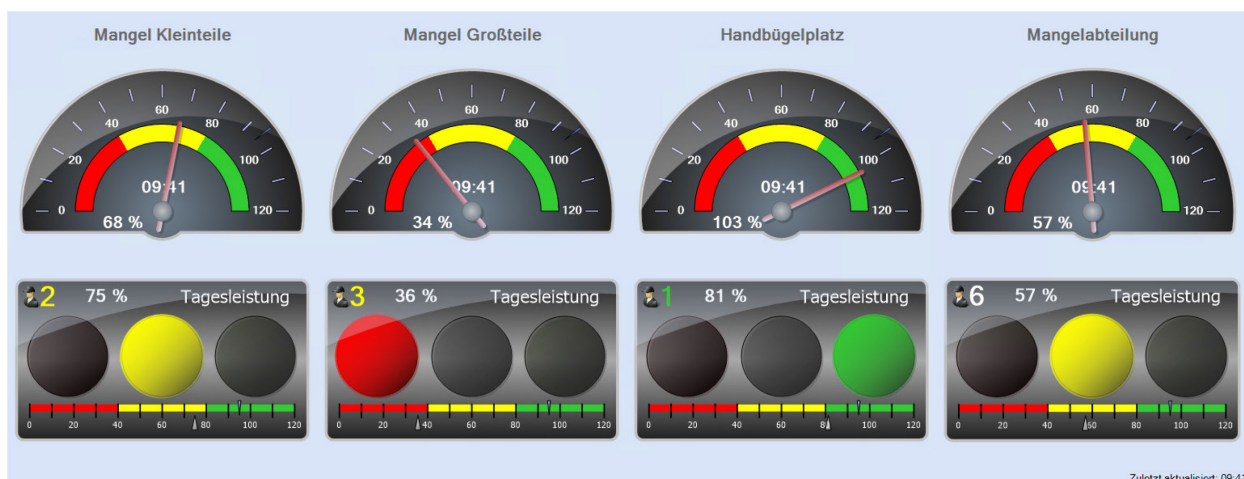 Mangel Kleinteile
0 20 40 60 80 100 120
09:41
68 %
2 75 % Tagesleistung
0 20 40 60 80 100 120
Mangel Großteile
0 20 40 60 80 100 120
09:41
34 %
3 36 % Tagesleistung
0 20 40 60 80 100 120
Handbügelplatz
0 20 40 60 80 100 120
09:41
103 %
1 81 % Tagesleistung
0 20 40 60 80 100 120
Mangelabteilung
0 20 40 60 80 100 120
09:41
57 %
6 57 % Tagesleistung
0 20 40 60 80 100 120
Zuletzt aktualisiert: 09:41